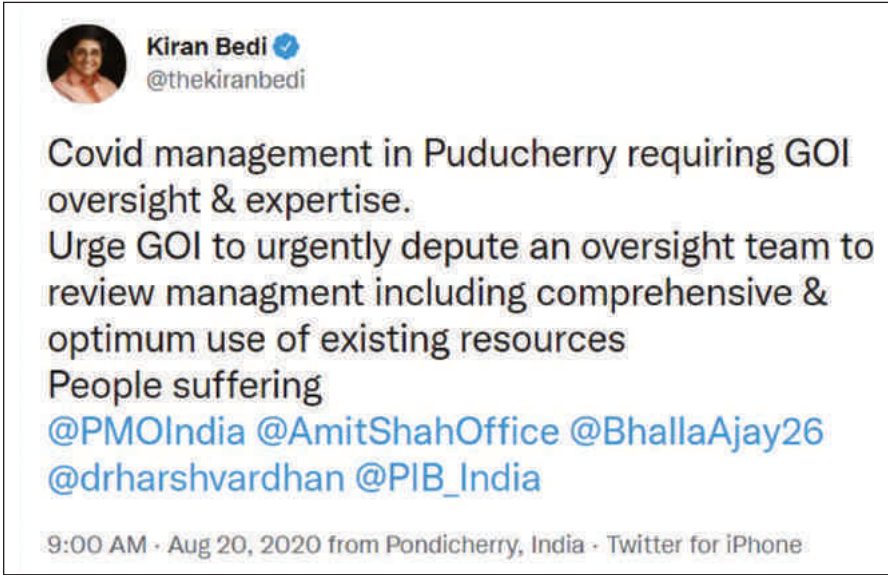 Kiran Bedi
@thekiranbedi
Covid management in Puducherry requiring GOI
oversight & expertise.
Urge GOI to urgently depute an oversight team to
review managment including comprehensive &
optimum use of existing resources
People suffering
@PMOIndia @AmitShahOffice @BhallaAjay26
@drharshvardhan @PIB_India
9:00 AM · Aug 20, 2020 from Pondicherry, India · Twitter for iPhone